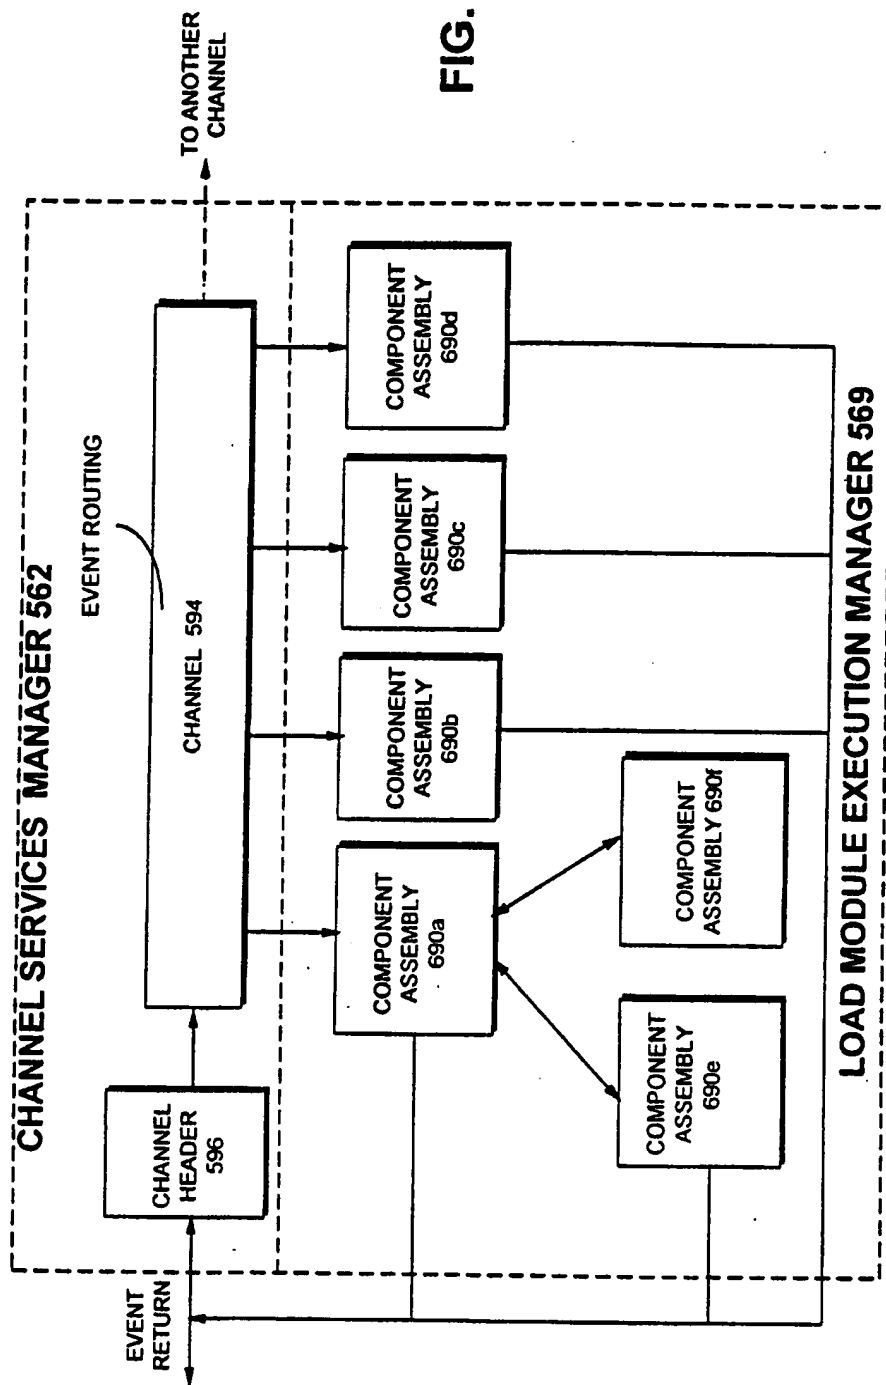 CHANNEL SERVICES MANAGER 562
EVENT ROUTING
TO ANOTHER
CHANNEL
EVENT
RETURN
CHANNEL
HEADER
596
CHANNEL 594
COMPONENT
ASSEMBLY
690a
COMPONENT
ASSEMBLY
690b
COMPONENT
ASSEMBLY
690c
COMPONENT
ASSEMBLY
690d
COMPONENT
ASSEMBLY
690e
COMPONENT
ASSEMBLY 690f
LOAD MODULE EXECUTION MANAGER 569
FIG.